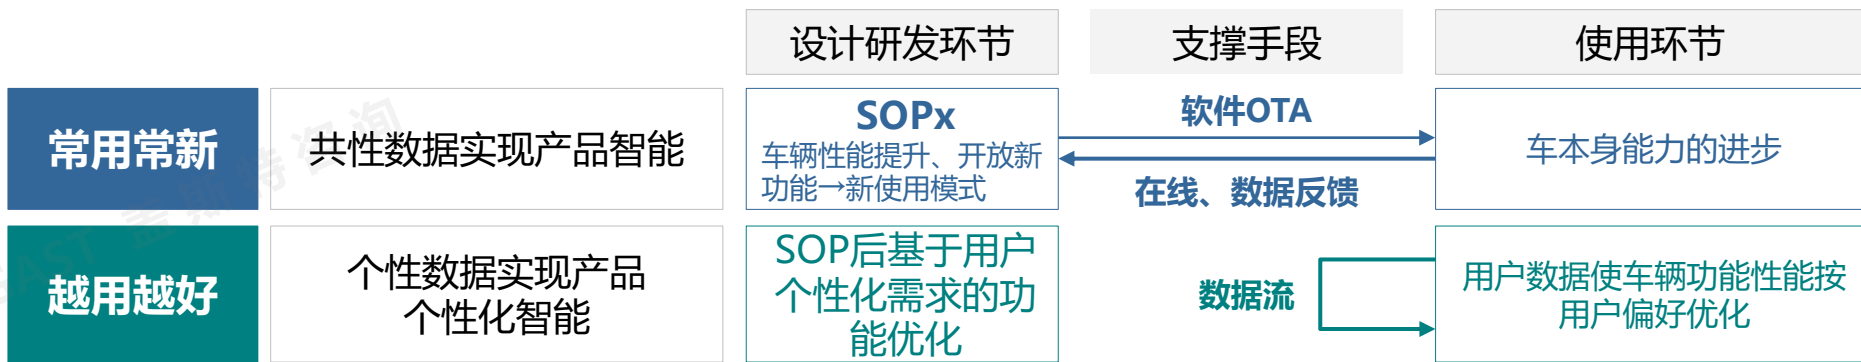 设计研发环节
支撑手段
使用环节
常用常新
共性数据实现产品智能
SOPx
车辆性能提升、开放新
功能→新使用模式
软件OTA
在线、数据反馈
车本身能力的进步
越用越好
个性数据实现产品
个性化智能
SOP后基于用户
个性化需求的功
能优化
数据流
用户数据使车辆功能性能按
用户偏好优化
EAST 盖斯特咨询